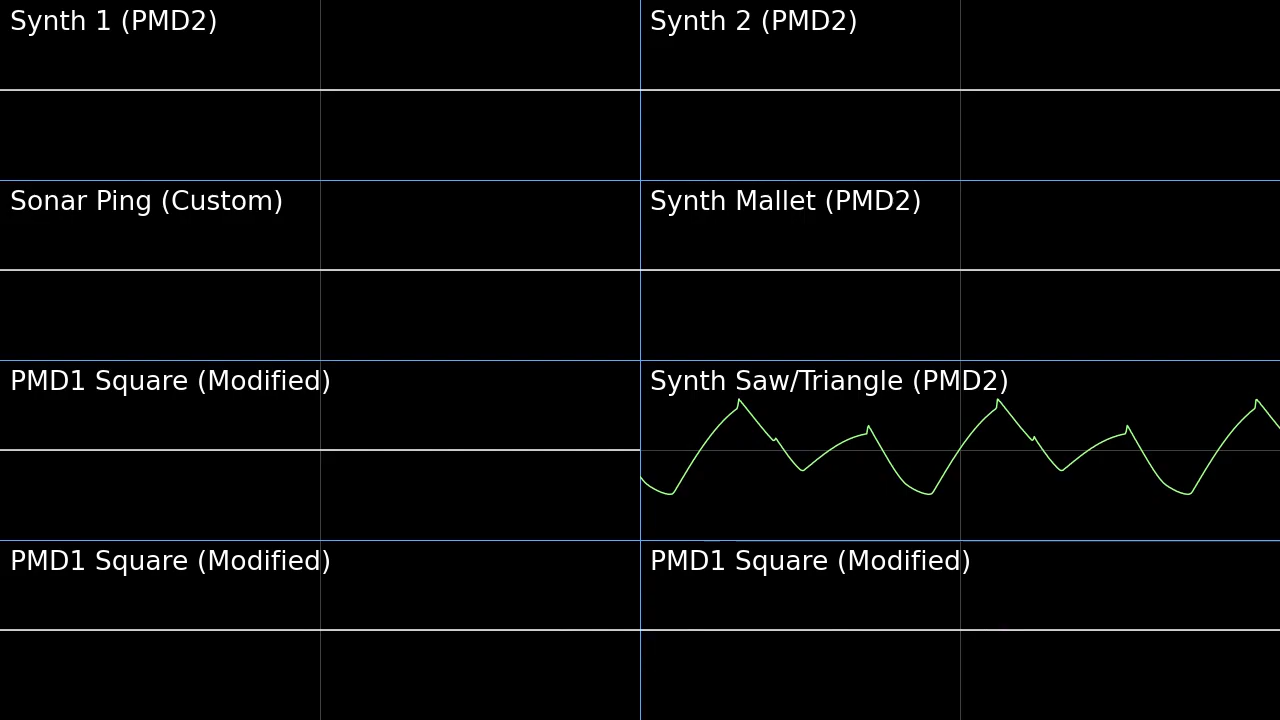 Synth 1 (PMD2)
Synth 2 (PMD2)
Sonar Ping (Custom)
Synth Mallet (PMD2)
PMD1 Square (Modified)
Synth Saw/Triangle (PMD2)
PMD1 Square (Modified)
PMD1 Square (Modified)